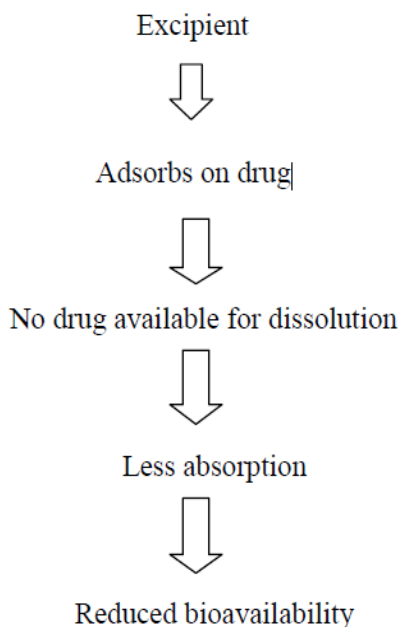 Excipient
Adsorbs on drug
No drug available for dissolution
Less absorption
Reduced bioavailability